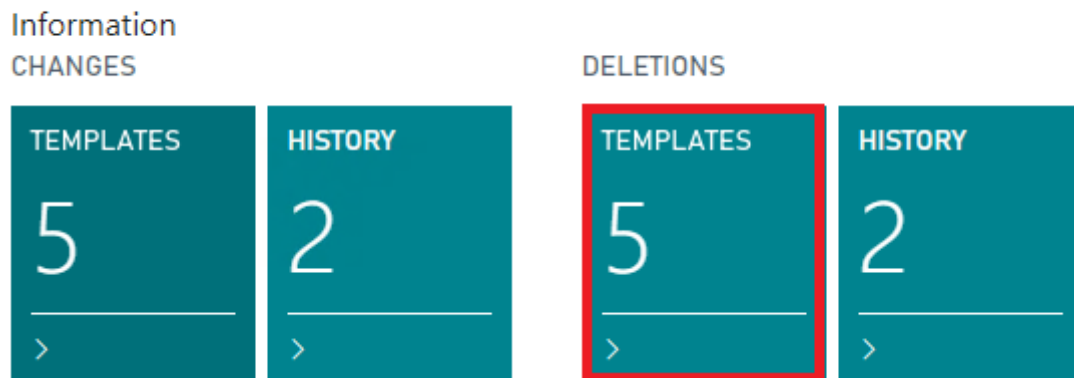 Information
CHANGES
DELETIONS
TEMPLATES
HISTORY
TEMPLATES
HISTORY
5
2
5
2